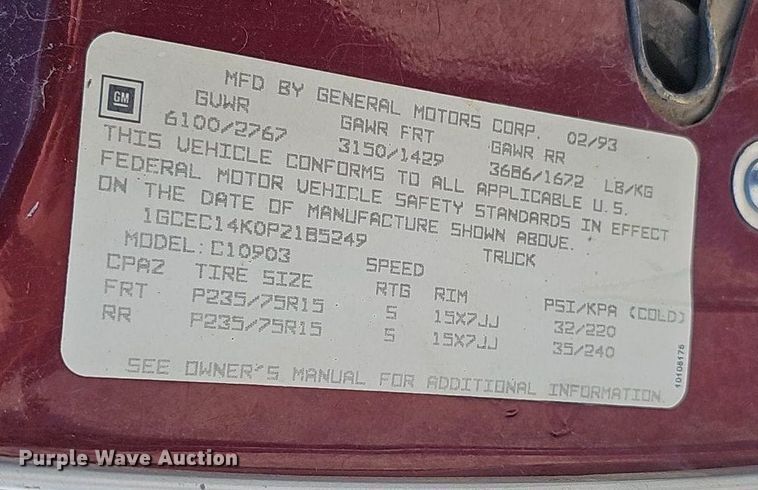 GM
MFD BY GENERAL MOTORS CORP. 02/93
GVWR GAWR FRT GAWR RR
6100/2767 3150/1429 3686/1672 LB/KG
THIS VEHICLE CONFORMS TO ALL APPLICABLE U.S.
FEDERAL MOTOR VEHICLE SAFETY STANDARDS IN EFFECT
ON THE DATE OF MANUFACTURE SHOWN ABOVE.
1GCEC14K0PZ185249 TRUCK
MODEL: C10903
CPAZ TIRE SIZE SPEED RTG RIM PSI/KPA (COLD)
FRT P235/75R15 S 15X7JJ 32/220
RR P235/75R15 S 15X7JJ 35/240
SEE OWNER'S MANUAL FOR ADDITIONAL INFORMATION.
10108175
Purple Wave Auction